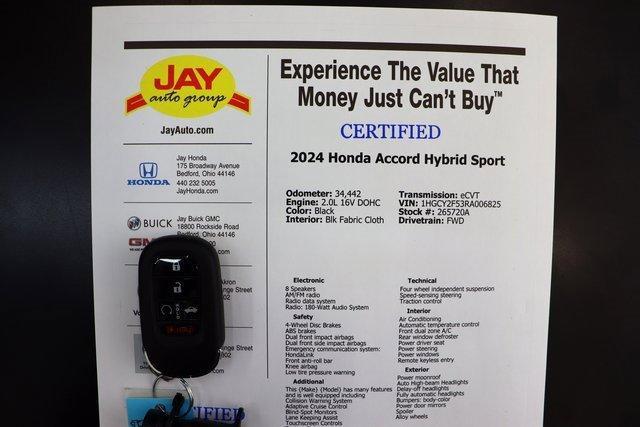 JAY
auto group
JayAuto.com
HONDA
Jay Honda
175 Broadway Avenue
Bedford, Ohio 44146
440 232 5005
JayHonda.com
BUICK
Jay Buick GMC
18800 Rockside Road
Bedford, Ohio 44146
Experience The Value That
Money Just Can't Buy™
CERTIFIED
2024 Honda Accord Hybrid Sport
Odometer: 34,442
Engine: 2.0L 16V DOHC
Color: Black
Interior: Blk Fabric Cloth
Transmission: eCVT
VIN: 1HGCY2F53RA006825
Stock #: 265720A
Drivetrain: FWD
Electronic
8 Speakers
AM/FM radio
Radio data system
Radio: 180-Watt Audio System
Safety
4-Wheel Disc Brakes
ABS brakes
Dual front impact airbags
Dual front side impact airbags
Emergency communication system:
HondaLink
Front anti-roll bar
Knee airbag
Low tire pressure warning
Additional
This {Make} {Model} has many features
and is well equipped including
Collision Warning System
Adaptive Cruise Control
Blind-Spot Monitors
Lane Keeping Assist
Touchscreen Controls
Technical
Four wheel independent suspension
Speed-sensing steering
Traction control
Interior
Air Conditioning
Automatic temperature control
Front dual zone A/C
Rear window defroster
Power driver seat
Power steering
Power windows
Remote keyless entry
Exterior
Power moonroof
Auto High-beam Headlights
Delay-off headlights
Fully automatic headlights
Bumpers: body-color
Power door mirrors
Spoiler
Alloy wheels